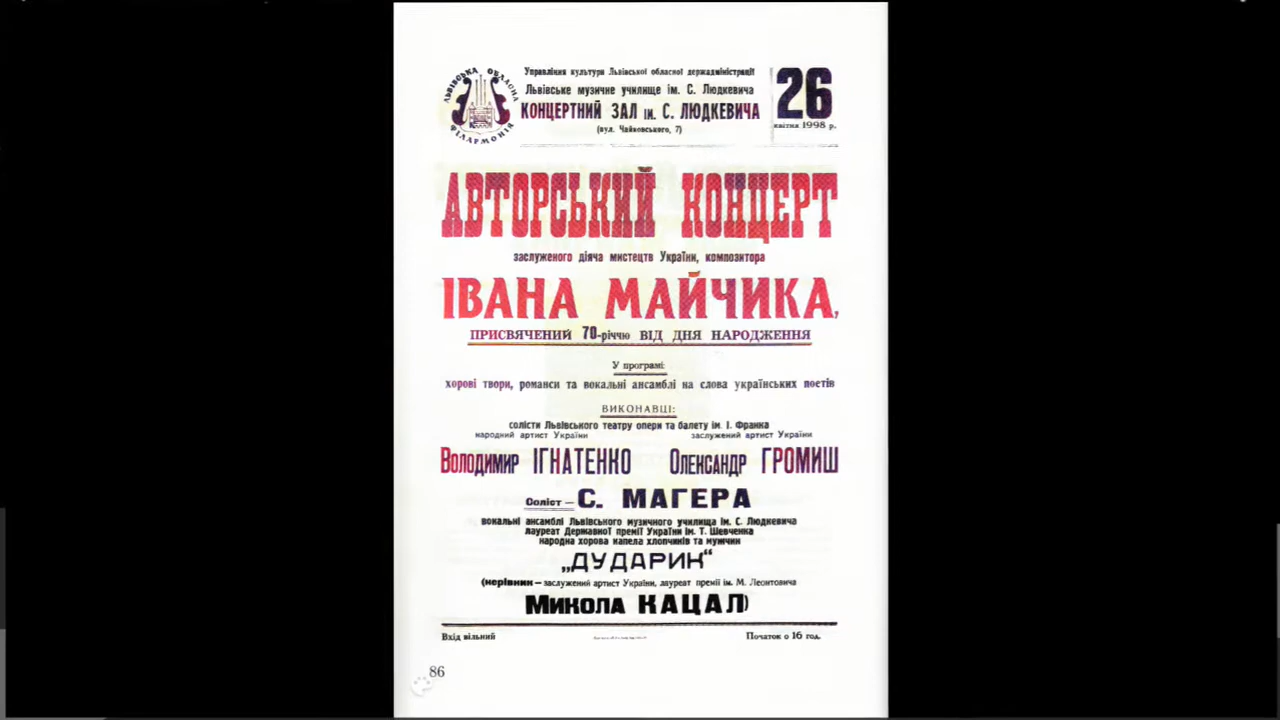 ЛЬВІВСЬКА ОБЛАСНА
ФІЛАРМОНІЯ
Управління культури Львівської обласної держадміністрації
Львівське музичне училище ім. С. Людкевича
КОНЦЕРТНИЙ ЗАЛ ім. С. ЛЮДКЕВИЧА
(вул. Чайковського, 7)
26
квітня 1998 р.
АВТОРСЬКИЙ КОНЦЕРТ
заслуженого діяча мистецтв України, композитора
ІВАНА МАЙЧИКА,
ПРИСВЯЧЕНИЙ 70-річчю ВІД ДНЯ НАРОДЖЕННЯ
У програмі:
хорові твори, романси та вокальні ансамблі на слова українських поетів
ВИКОНАВЦІ:
солісти Львівського театру опери та балету ім. І. Франка
народний артист України заслужений артист України
Володимир ІГНАТЕНКО Олександр ГРОМИШ
Соліст – С. МАГЕРА
вокальні ансамблі Львівського музичного училища ім. С. Людкевича
лауреат Державної премії України ім. Т. Шевченка
народна хорова капела хлопчиків та мужчин
„ДУДАРИК“
(керівник – заслужений артист України, лауреат премії ім. М. Леонтовича
Микола КАЦАЛ)
Вхід вільний Початок о 16 год.
86